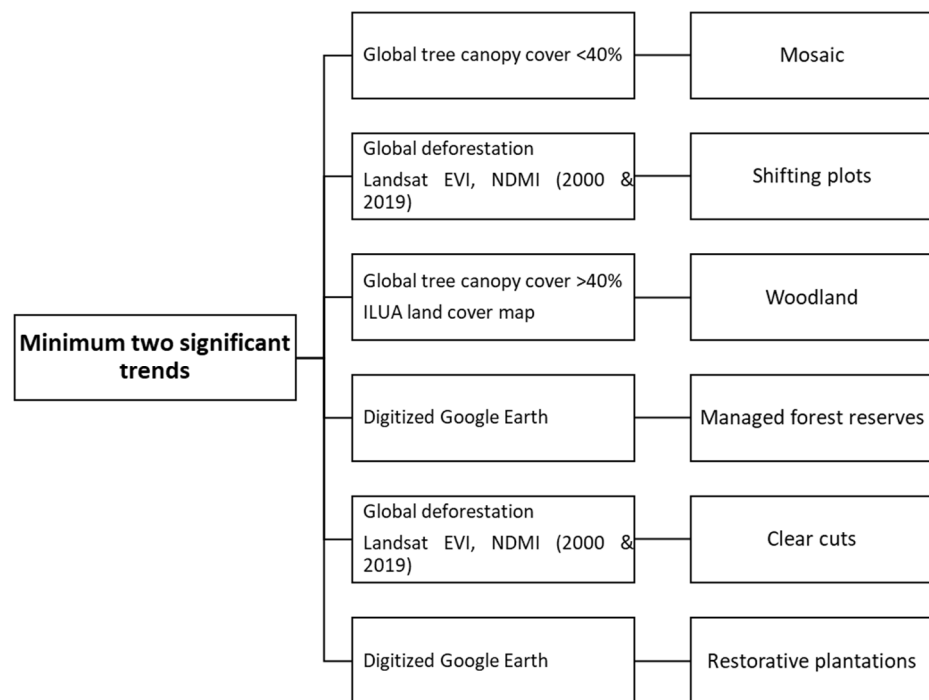 Global tree canopy cover <40%
Mosaic
Global deforestation
Landsat EVI, NDMI (2000 &
2019)
Shifting plots
Global tree canopy cover >40%
ILUA land cover map
Woodland
Minimum two significant
trends
Digitized Google Earth
Managed forest reserves
Global deforestation
Landsat EVI, NDMI (2000 &
2019)
Clear cuts
Digitized Google Earth
Restorative plantations